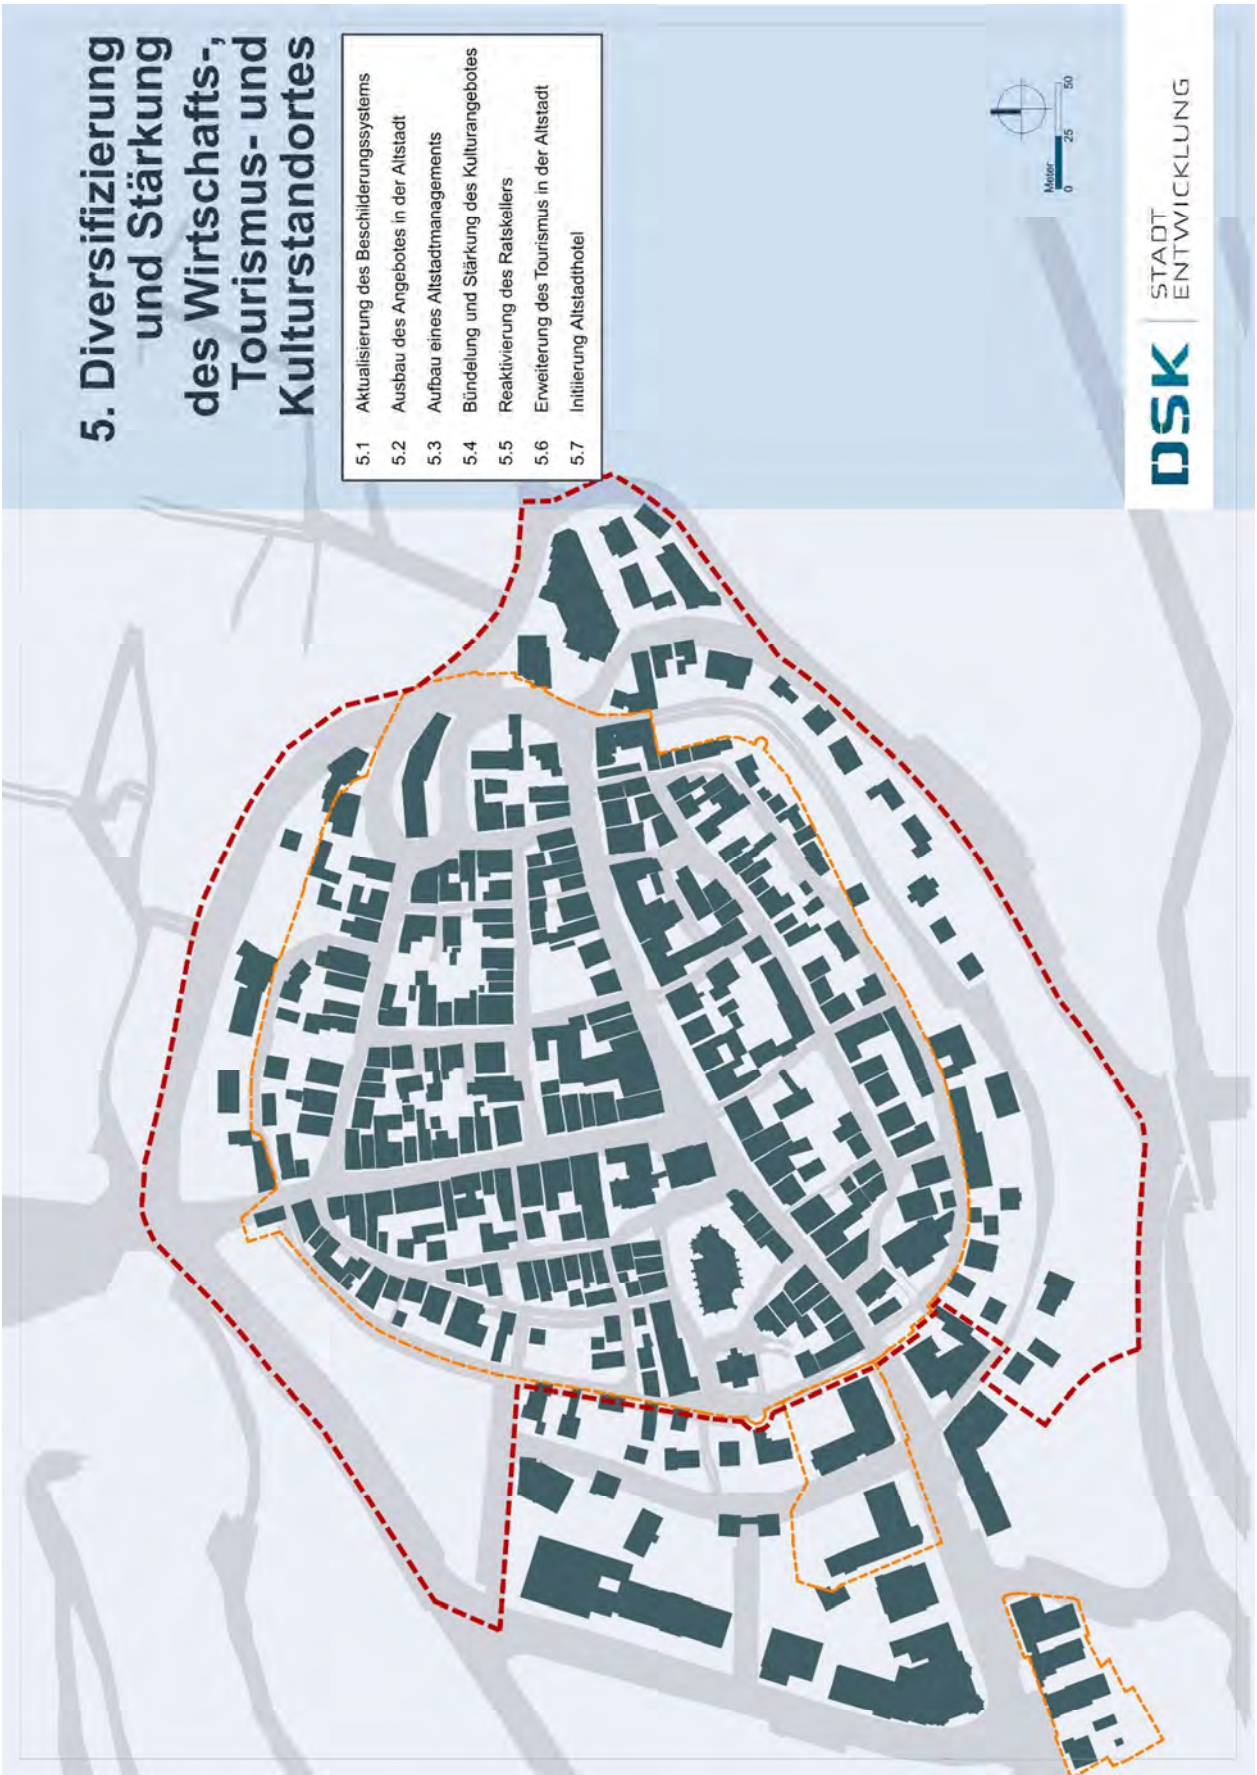 5. Diversifizierung
und Stärkung
des Wirtschafts-,
Tourismus- und
Kulturstandortes
5.1 Aktualisierung des Beschilderungssystems
5.2 Ausbau des Angebotes in der Altstadt
5.3 Aufbau eines Altstadtmanagements
5.4 Bündelung und Stärkung des Kulturangebotes
5.5 Reaktivierung des Ratskellers
5.6 Erweiterung des Tourismus in der Altstadt
5.7 Initiierung Altstadthotel
Meter
0 25 50
DSK STADT
ENTWICKLUNG